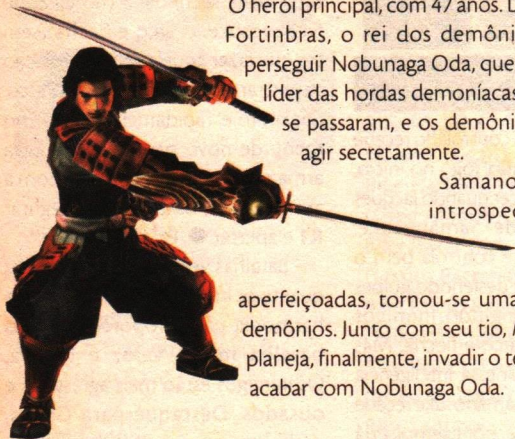 O herói principal, com 47 anos. D
Fortinbras, o rei dos demôni
perseguir Nobunaga Oda, que
líder das hordas demoníacas
se passaram, e os demôni
agir secretamente.
Samano
introspec
aperfeiçoadas, tornou-se uma
demônios. Junto com seu tio, M
planeja, finalmente, invadir o te
acabar com Nobunaga Oda.